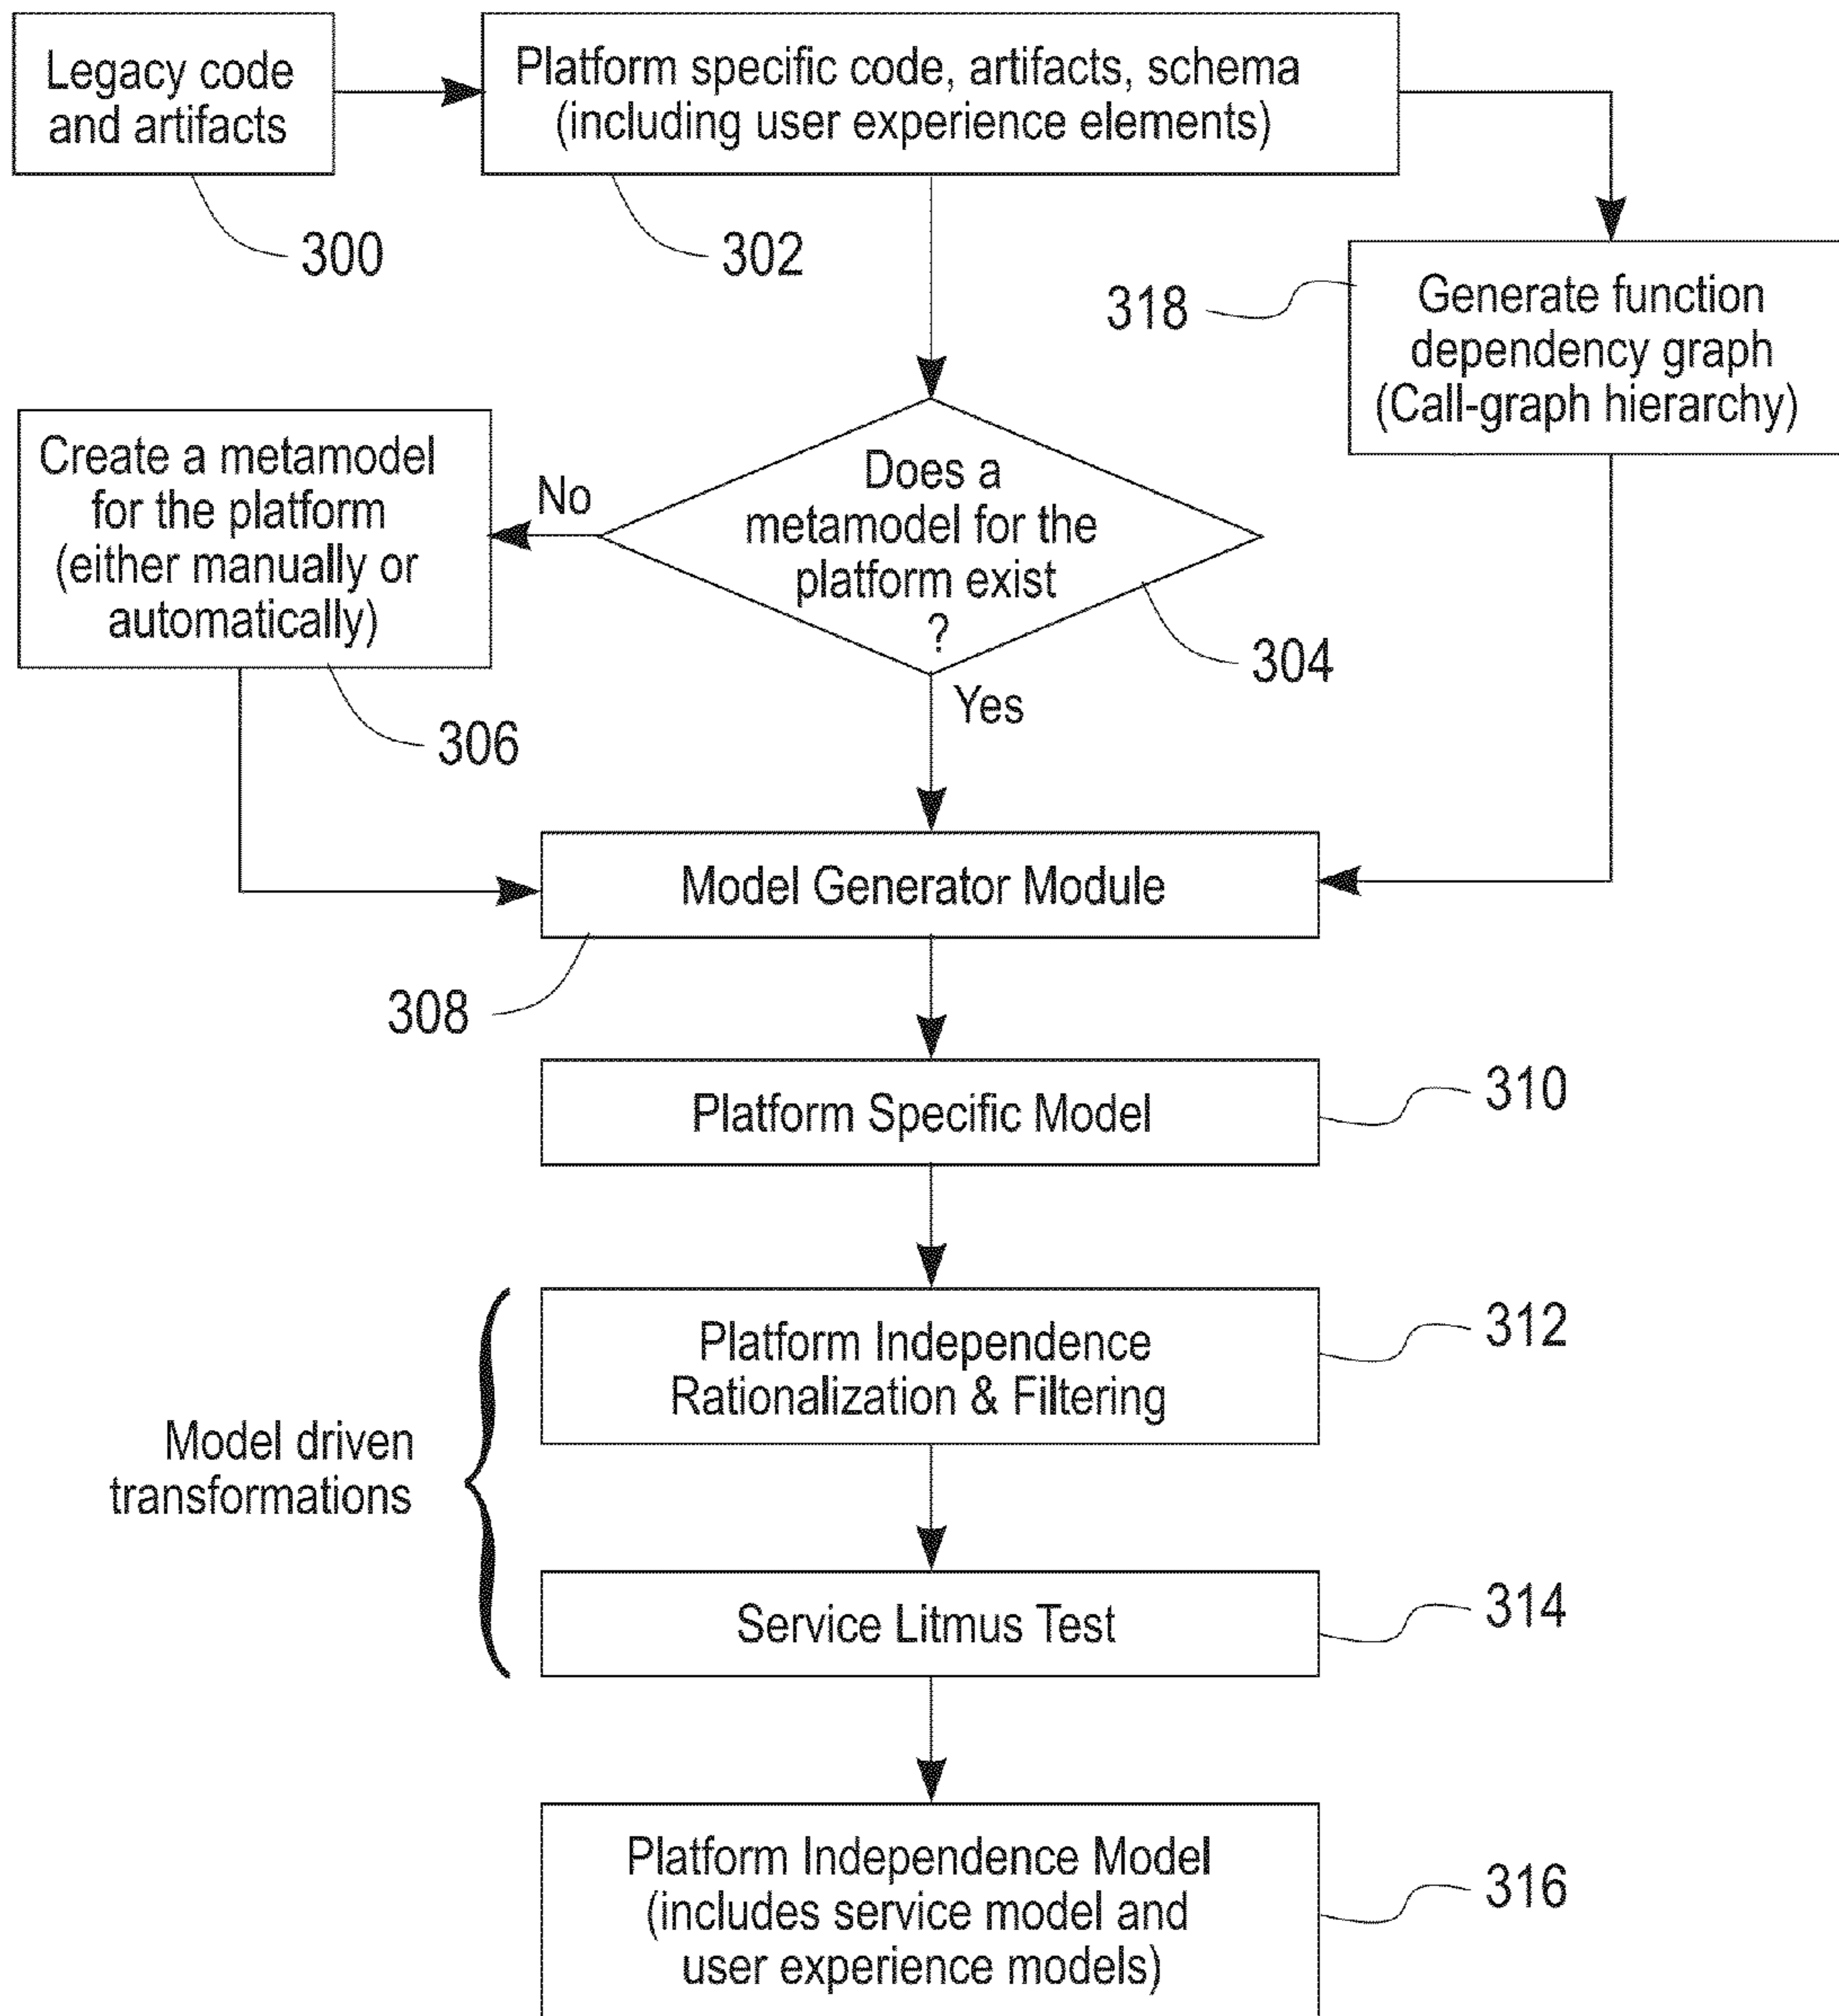 Legacy code
and artifacts
300
Platform specific code, artifacts, schema
(including user experience elements)
302
318
Generate function
dependency graph
(Call-graph hierarchy)
Create a metamodel
for the platform
(either manually or
automatically)
306
No
Does a
metamodel for the
platform exist
?
304
Yes
Model Generator Module
308
Platform Specific Model
310
Model driven
transformations
Platform Independence
Rationalization & Filtering
312
Service Litmus Test
314
Platform Independence Model
(includes service model and
user experience models)
316